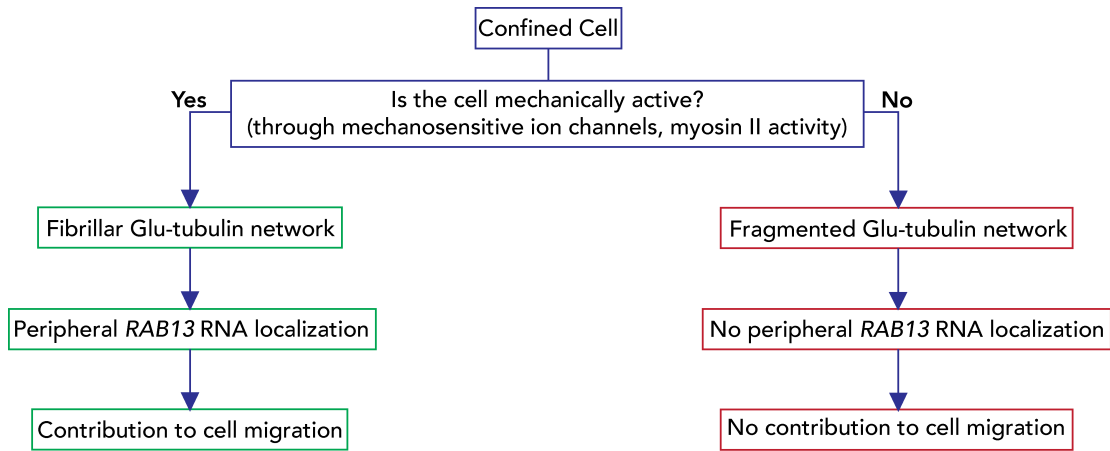 Confined Cell
Yes
Is the cell mechanically active?
No
(through mechanosensitive ion channels, myosin II activity)
Fibrillar Glu-tubulin network
Fragmented Glu-tubulin network
Peripheral RAB13 RNA localization
No peripheral RAB13 RNA localization
Contribution to cell migration
No contribution to cell migration